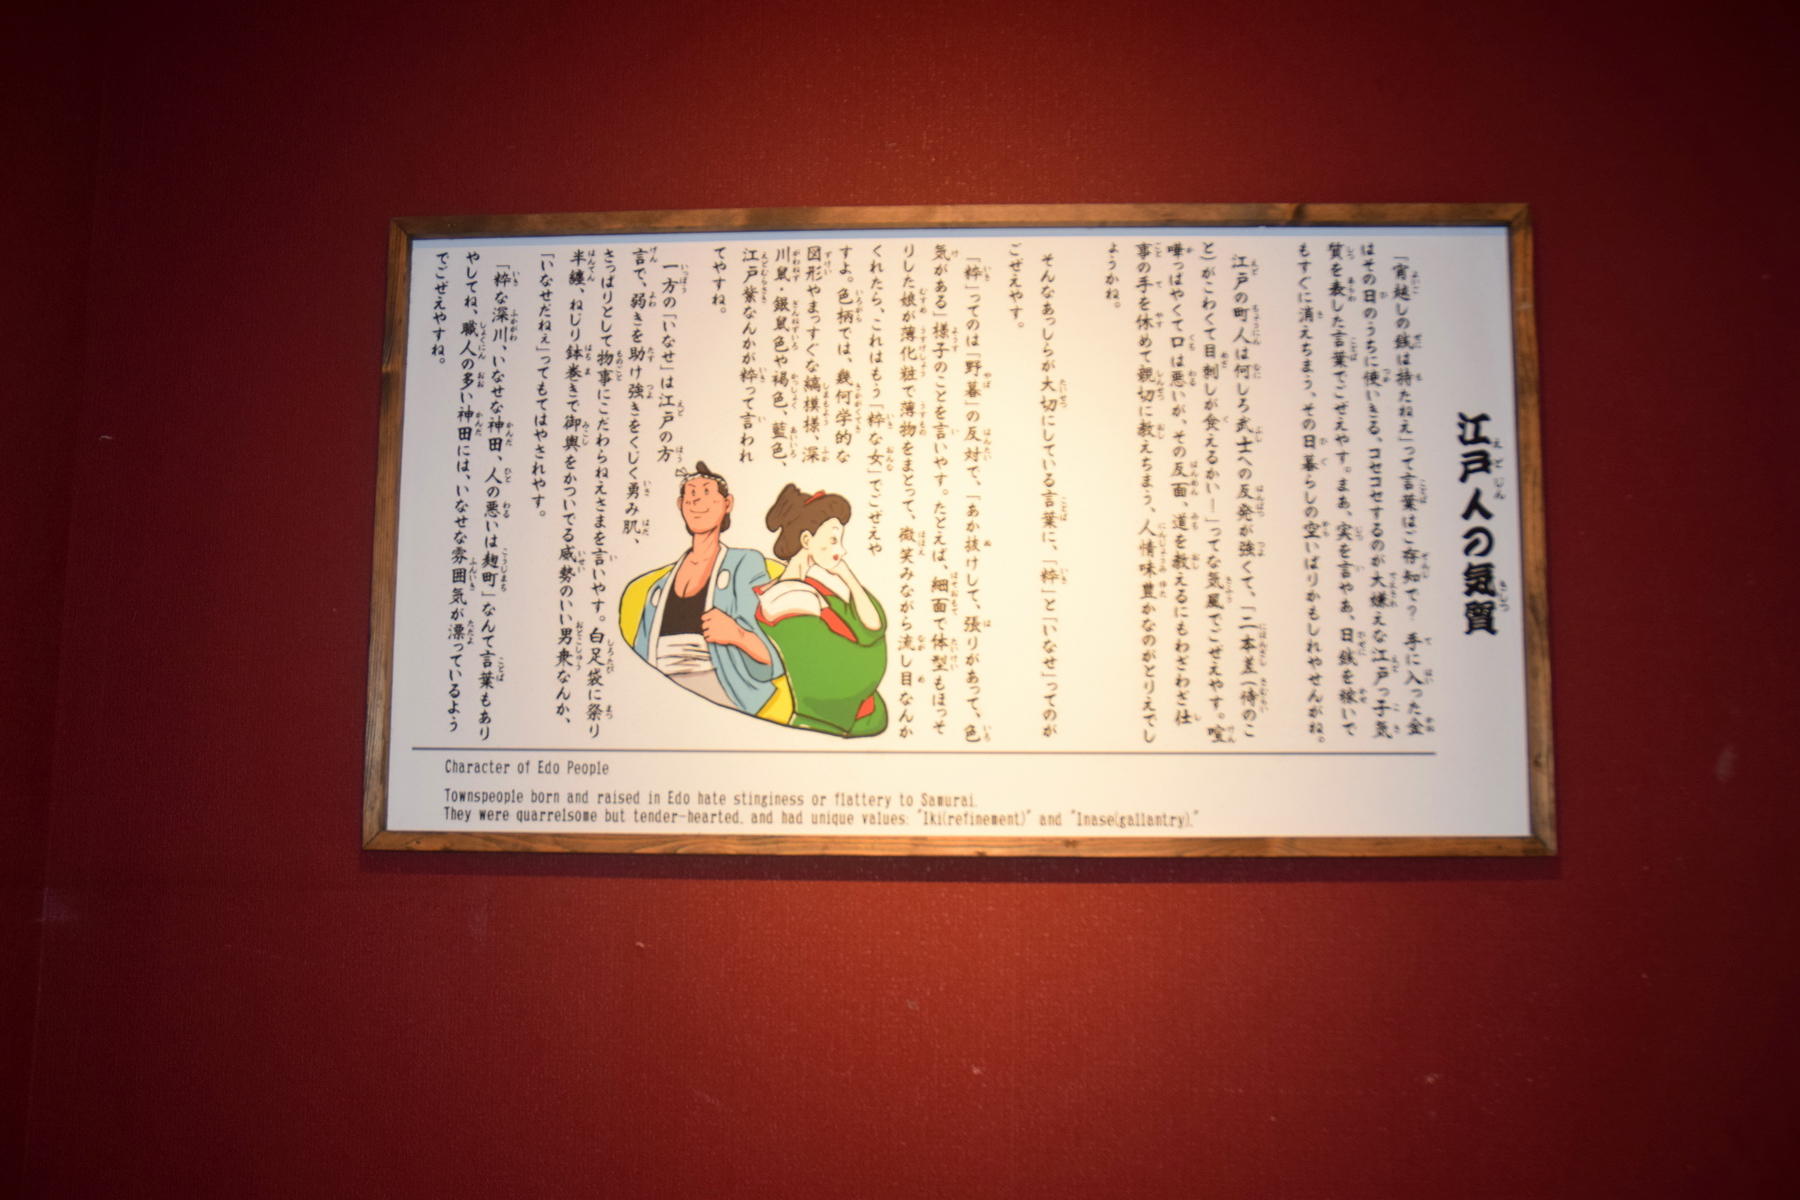 江戸人の気質
「宵越しの銭は持たねえ」って言葉はご存知で？　手に入った金
はその日のうちに使いきる、コセコセするのが大嫌えな江戸っ子気
質を表した言葉でごぜえやす。まあ、実を言やあ、日銭を稼いで
もすぐに消えちまう、その日暮らしの空いばりかもしれやせんがね。
江戸の町人は何しろ武士への反発が強くて、「二本差（侍のこ
と）がこわくて目刺しが食えるかい！」ってな気風でごぜえやす。喧
嘩っぱやくて口は悪いが、その反面、道を教えるにもわざわざ仕
事の手を休めて親切に教えちまう、人情味豊かなのがとりえでし
ょうかね。
そんなあっしらが大切にしている言葉に、「粋」と「いなせ」ってのが
ごぜえやす。
「粋」ってのは「野暮」の反対で、「あか抜けして、張りがあって、色
気がある」様子のことを言いやす。たとえば、細面で体型もほっそ
りした娘が薄化粧で薄物をまとって、微笑みながら流し目なんか
くれたら、これはもう「粋な女」でごぜえや
すよ。色柄では、幾何学的な
図形やまっすぐな縞模様、深
川鼠・銀鼠色や褐色、藍色、
江戸紫なんかが粋って言われ
てやすね。
一方の「いなせ」は江戸の方
言で、弱きを助け強きをくじく勇み肌、
さっぱりとして物事にこだわらねえさまを言いやす。白足袋に祭り
半纏、ねじり鉢巻きで御輿をかついでる威勢のいい男衆なんか、
「いなせだねぇ」ってもてはやされやす。
「粋な深川、いなせな神田、人の悪いは麹町」なんて言葉もあり
やしてね、職人の多い神田には、いなせな雰囲気が漂っているよう
でごぜえやすね。
Character of Edo People
Townspeople born and raised in Edo hate stinginess or flattery to Samurai.
They were quarrelsome but tender-hearted, and had unique values: "Iki(refinement)" and "Inase(gallantry)."